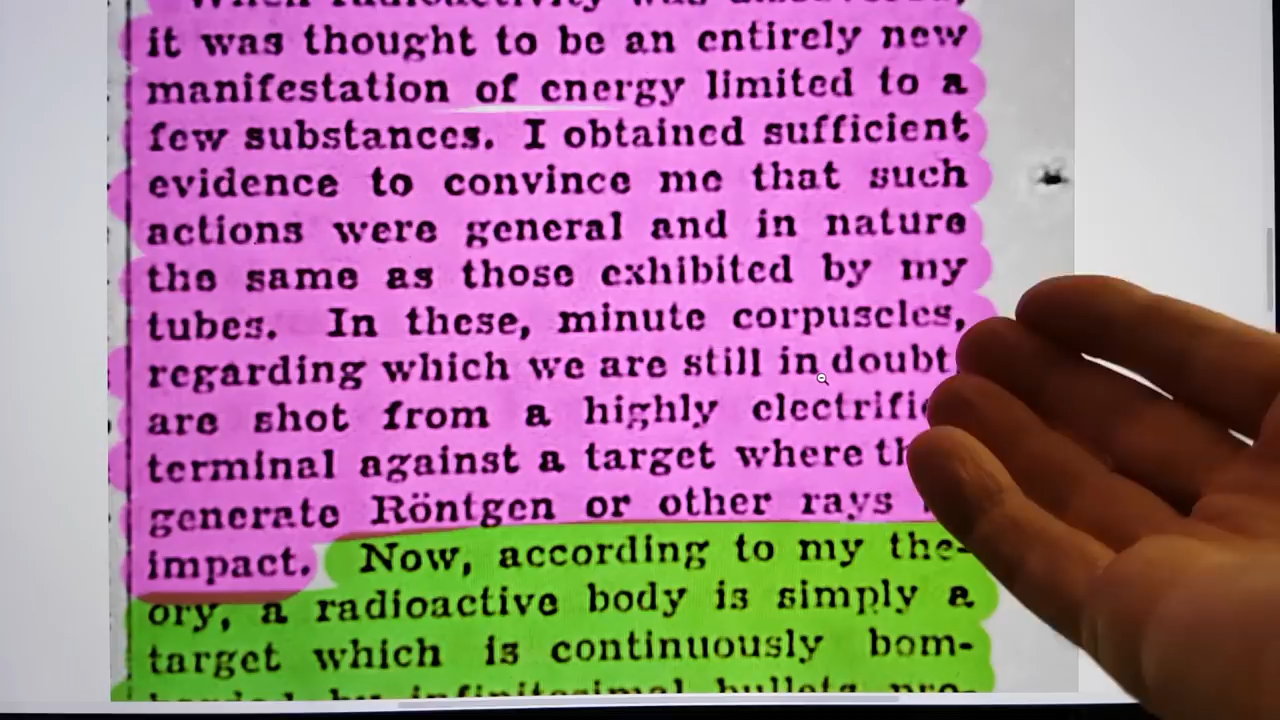 it was thought to be an entirely new
manifestation of energy limited to a
few substances. I obtained sufficient
evidence to convince me that such
actions were general and in nature
the same as those exhibited by my
tubes. In these, minute corpuscles,
regarding which we are still in doubt,
are shot from a highly
terminal against a target where
generate Röntgen or other rays
impact. Now, according to my the-
ory, a radioactive body is simply a
target which is continuously bom-